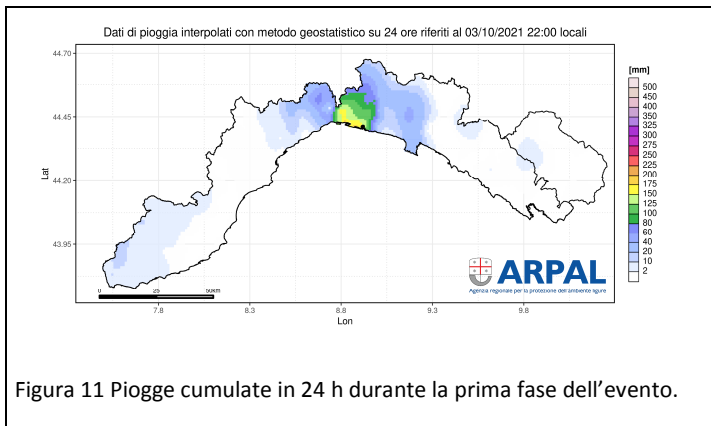 Dati di pioggia interpolati con metodo geostatistico su 24 ore riferiti al 03/10/2021 22:00 locali
44.70
44.45
44.20
43.95
Lat
[mm]
500
450
400
350
325
300
275
250
225
200
175
150
125
100
80
60
40
20
10
2
ARPAL
Agenzia regionale per la protezione dell'ambiente ligure
0 25 50km
7.8 8.3 8.8 9.3 9.8
Lon
Figura 11 Piogge cumulate in 24 h durante la prima fase dell’evento.